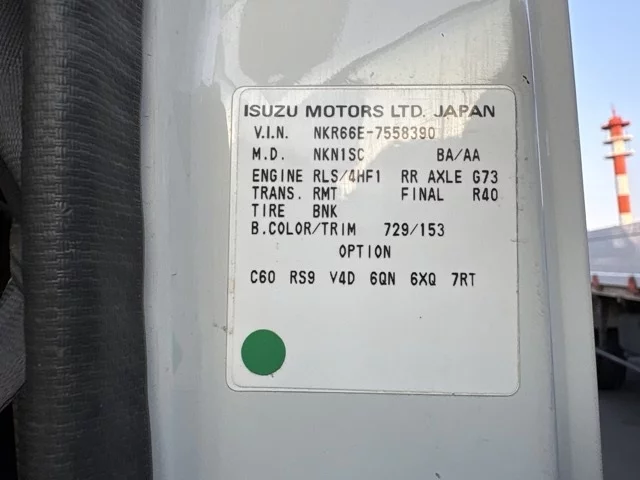 ISUZU MOTORS LTD. JAPAN
V.I.N. NKR66E-7558390
M.D. NKN1SC BA/AA
ENGINE RLS/4HF1 RR AXLE G73
TRANS. RMT FINAL R40
TIRE BNK
B.COLOR/TRIM 729/153
OPTION
C60 RS9 V4D 6QN 6XQ 7RT